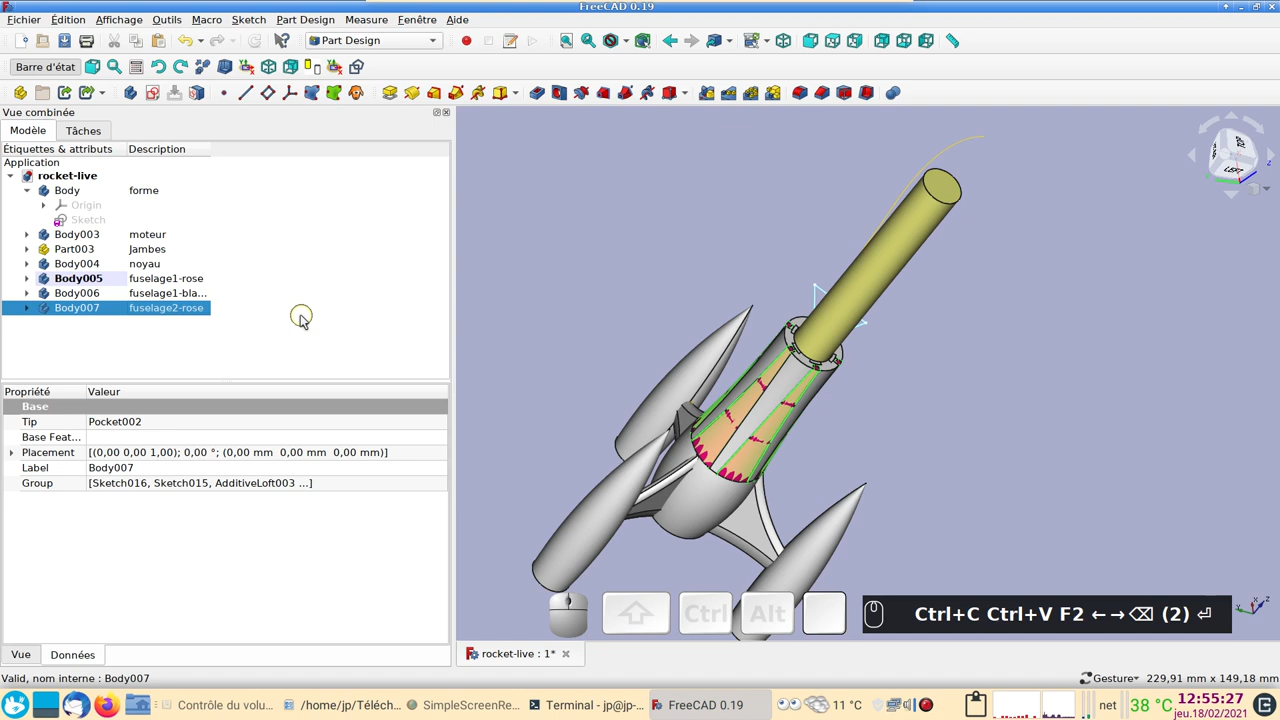 FreeCAD 0.19
Fichier Édition Affichage Outils Macro Sketch Part Design Measure Fenêtre Aide
Part Design
Barre d'état
Vue combinée
Modèle Tâches
Étiquettes & attributs Description
Application
rocket-live
Body forme
Origin
Sketch
Body003 moteur
Part003 Jambes
Body004 noyau
Body005 fuselage1-rose
Body006 fuselage1-bla...
Body007 fuselage2-rose
Propriété Valeur
Base
Tip Pocket002
Base Feat...
Placement [(0,00 0,00 1,00); 0,00 °; (0,00 mm 0,00 mm 0,00 mm)]
Label Body007
Group [Sketch016, Sketch015, AdditiveLoft003 ...]
Ctrl Alt
Ctrl+C Ctrl+V F2 ←→⌫ (2) ⏎
Vue Données
rocket-live : 1*
Valid, nom interne : Body007
Gesture 229,91 mm x 149,18 mm
Contrôle du volu... /home/jp/Téléch... SimpleScreenRe... Terminal - jp@jp-... FreeCAD 0.19 11 °C net 38 °C 12:55:27
jeu.18/02/2021